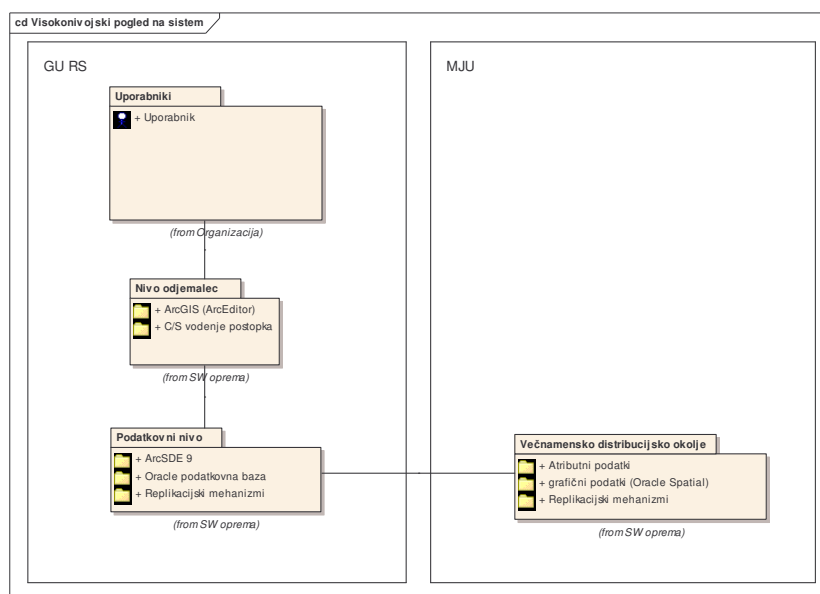 cd Visokonivojski pogled na sistem
GU RS
Uporabniki
+ Uporabnik
(from Organizacija)
Nivo odjemalec
+ ArcGIS (ArcEditor)
+ C/S vodenje postopka
(from SW oprema)
Podatkovni nivo
+ ArcSDE 9
+ Oracle podatkovna baza
+ Replikacijski mehanizmi
(from SW oprema)
MJU
Večnamensko distribucijsko okolje
+ Atributni podatki
+ grafični podatki (Oracle Spatial)
+ Replikacijski mehanizmi
(from SW oprema)